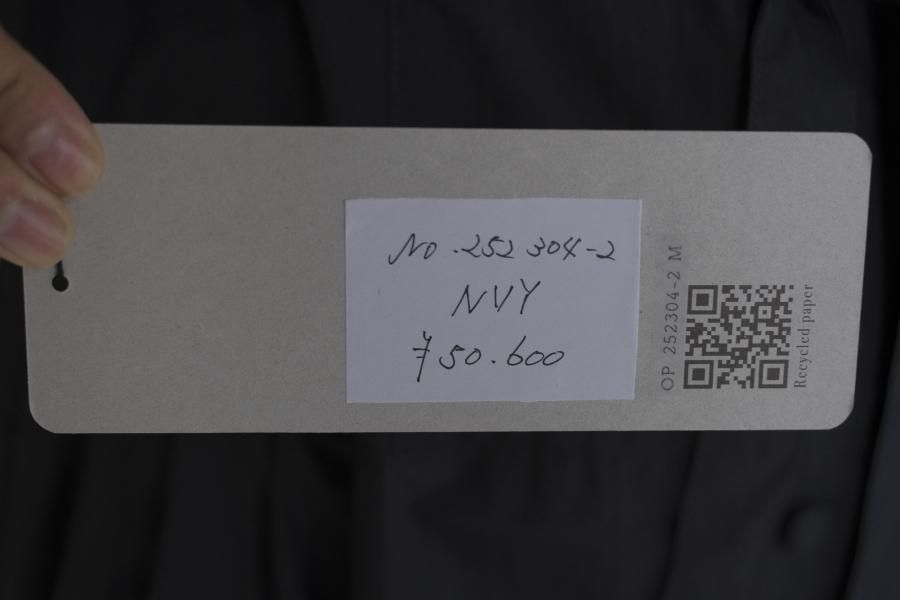 No.252304-2
NVY
¥50.600
OP 252304-2 M
Recycled paper